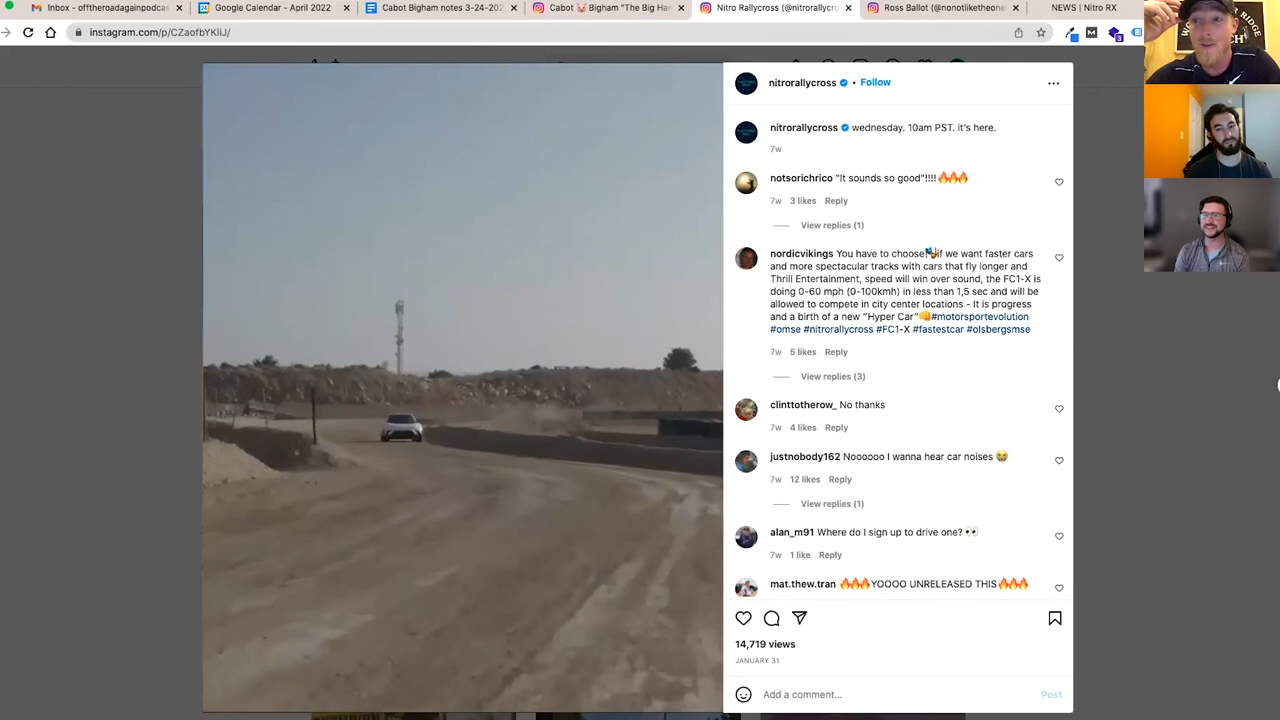 Inbox - offtheroadagainpodcas
Google Calendar - April 2022
Cabot Bigham notes 3-24-202
Cabot 🐷 Bigham "The Big Ha
Nitro Rallycross (@nitrorallycro
Ross Ballot (@nonotliketheone
NEWS | Nitro RX
instagram.com/p/CZaofbYKliJ/
nitrorallycross • Follow
nitrorallycross wednesday. 10am PST. it's here.
7w
notsorichrico "It sounds so good"!!!! 🔥🔥🔥
7w 3 likes Reply
View replies (1)
nordicvikings You have to choose if we want faster cars
and more spectacular tracks with cars that fly longer and
Thrill Entertainment, speed will win over sound, the FC1-X is
doing 0-60 mph (0-100kmh) in less than 1,5 sec and will be
allowed to compete in city center locations - It is progress
and a birth of a new "Hyper Car"👊#motorsportevolution
#omse #nitrorallycross #FC1-X #fastestcar #olsbergsmse
7w 5 likes Reply
View replies (3)
clinttotherow_ No thanks
7w 4 likes Reply
justnobody162 Noooooo I wanna hear car noises 😭
7w 12 likes Reply
View replies (1)
alan_m91 Where do I sign up to drive one? 👀
7w 1 like Reply
mat.thew.tran 🔥🔥🔥YOOOO UNRELEASED THIS🔥🔥🔥
14,719 views
JANUARY 31
Add a comment...
Post